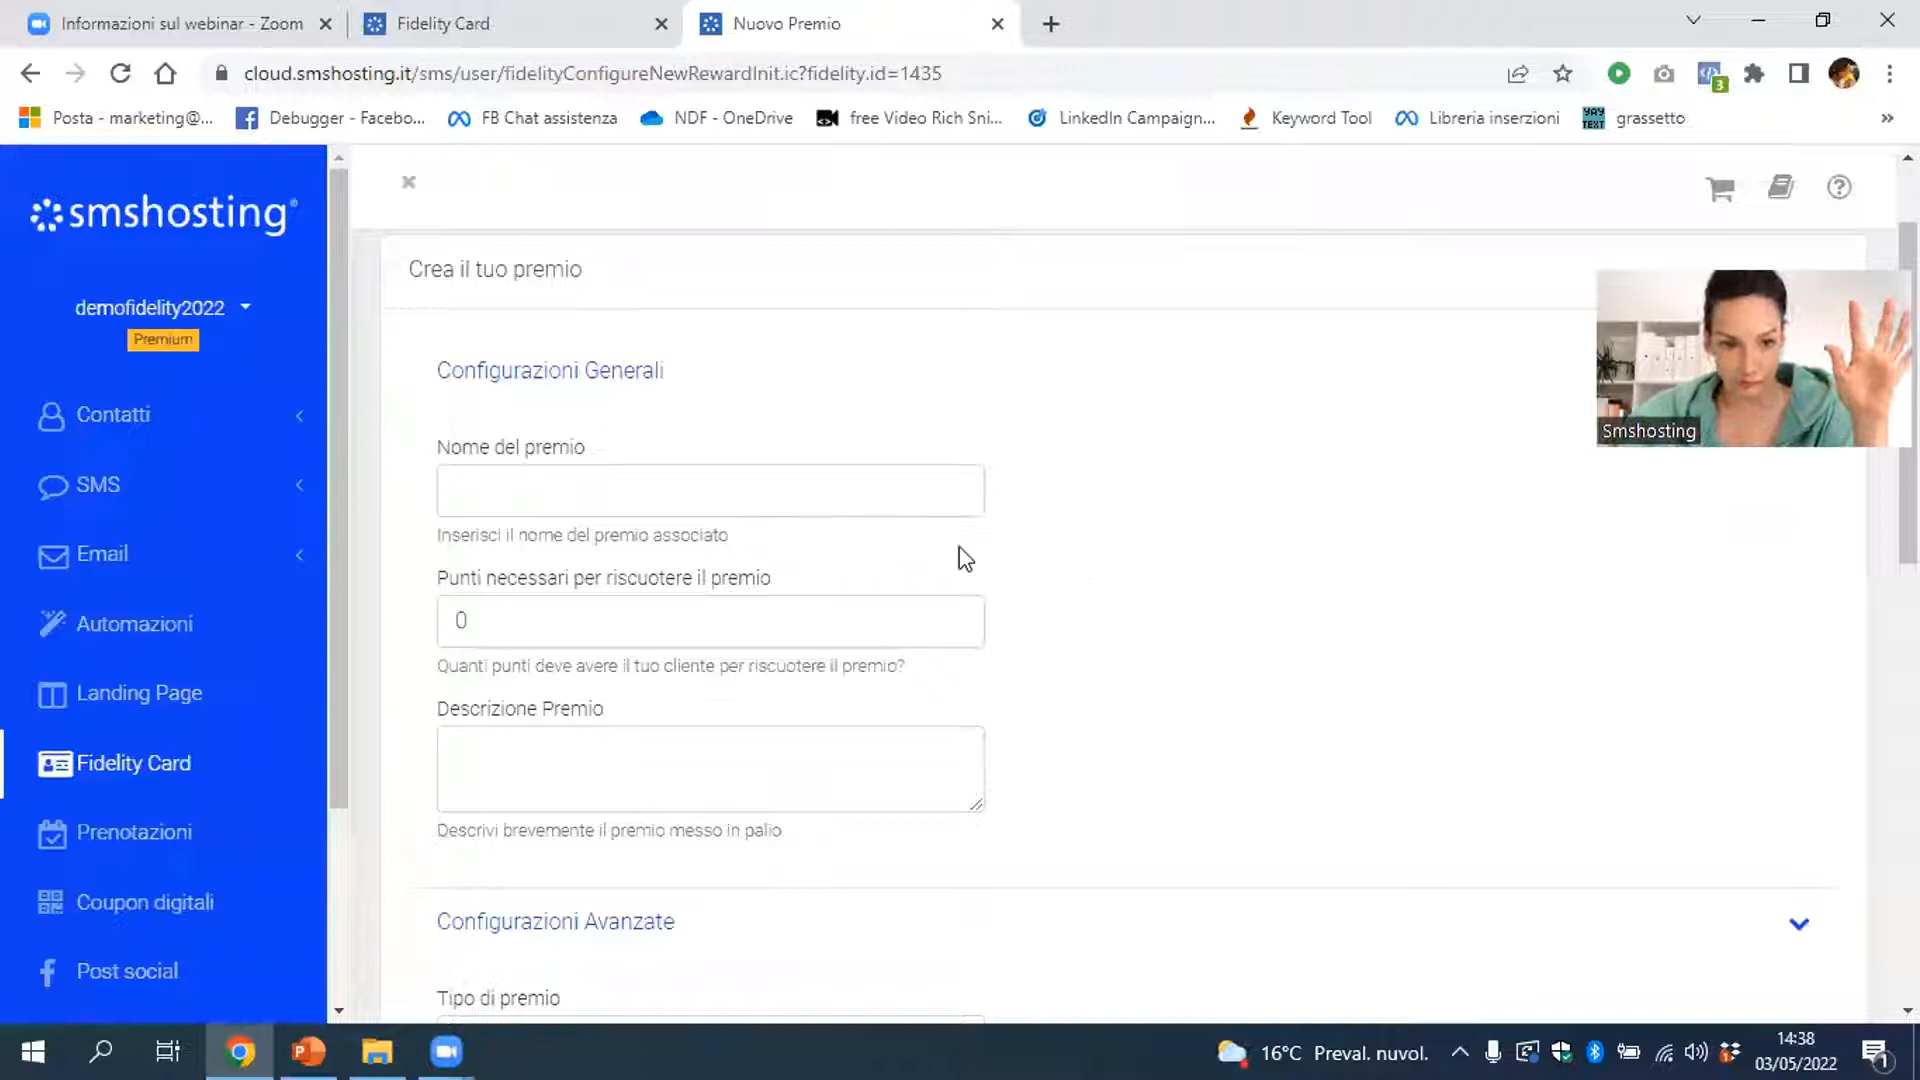 Informazioni sul webinar - Zoom
Fidelity Card
Nuovo Premio
cloud.smshosting.it/sms/user/fidelityConfigureNewRewardInit.ic?fidelity.id=1435
3
Posta - marketing@...
Debugger - Facebo...
FB Chat assistenza
NDF - OneDrive
free Video Rich Sni...
LinkedIn Campaign...
Keyword Tool
Libreria inserzioni
YAY TEXT
grassetto
»
smshosting®
demofidelity2022
Premium
Contatti
SMS
Email
Automazioni
Landing Page
Fidelity Card
Prenotazioni
Coupon digitali
Post social
Crea il tuo premio
Configurazioni Generali
Nome del premio
Inserisci il nome del premio associato
Punti necessari per riscuotere il premio
0
Quanti punti deve avere il tuo cliente per riscuotere il premio?
Descrizione Premio
Descrivi brevemente il premio messo in palio
Configurazioni Avanzate
Tipo di premio
Smshosting
16°C Preval. nuvol.
14:38
03/05/2022
1